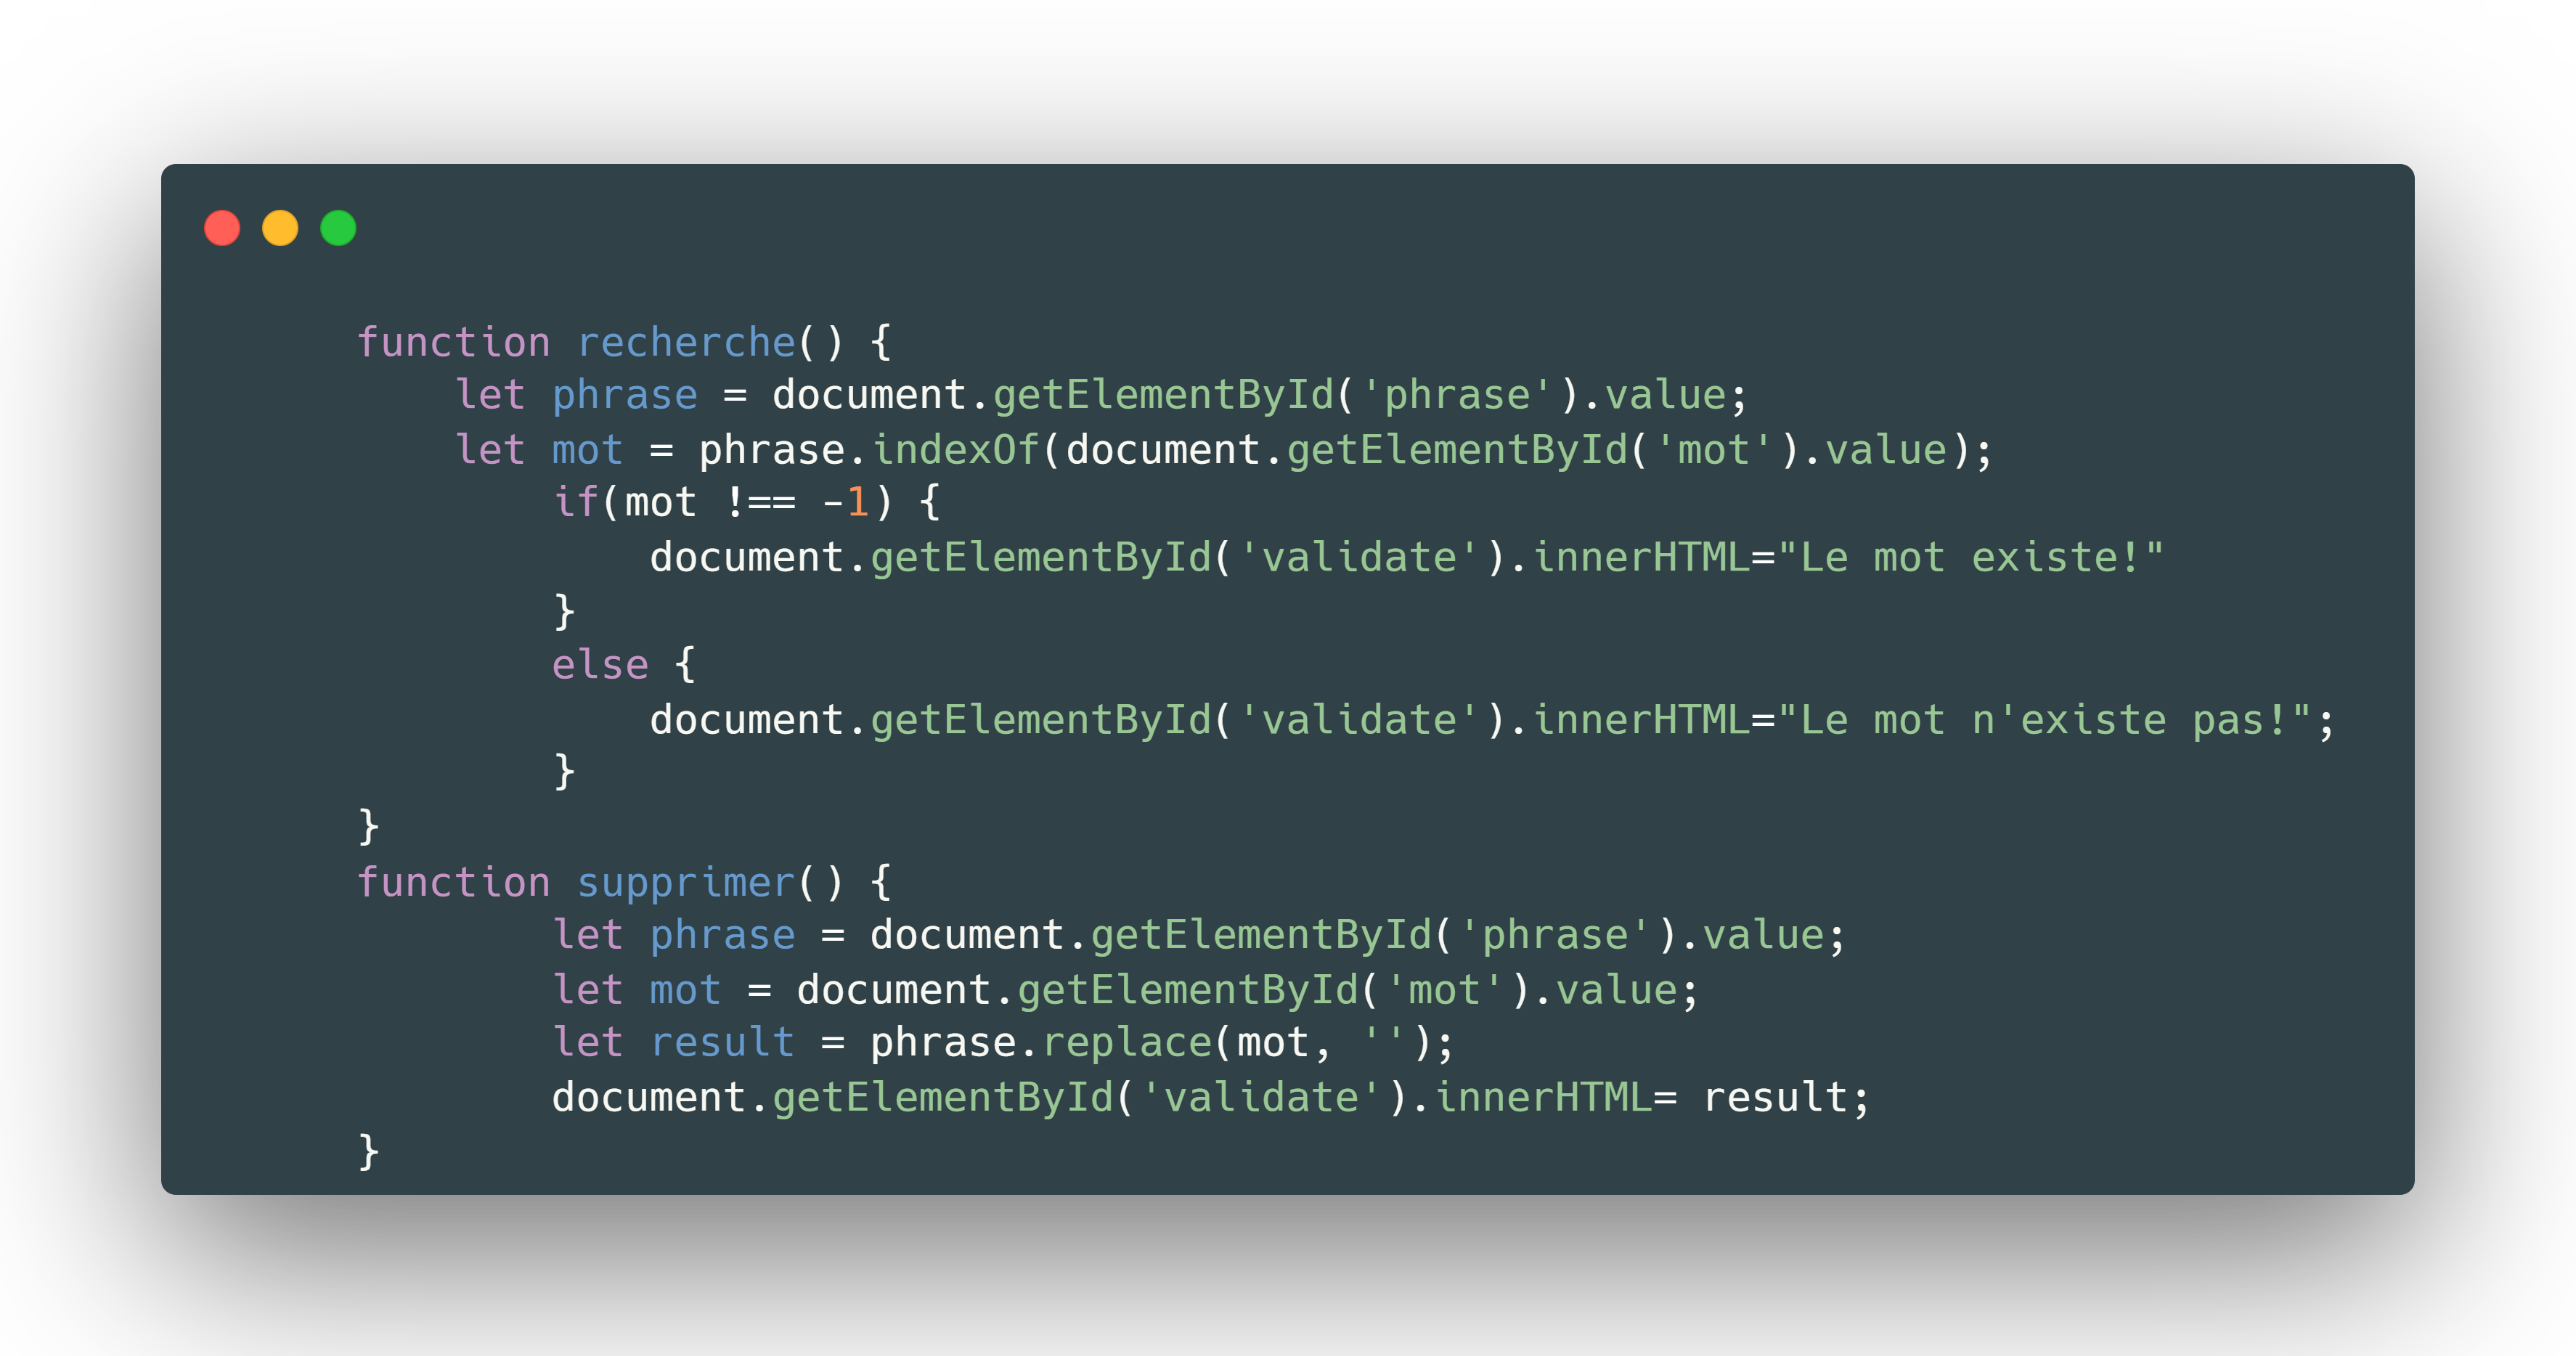 function recherche() {
    let phrase = document.getElementById('phrase').value;
    let mot = phrase.indexOf(document.getElementById('mot').value);
        if(mot !== -1) {
            document.getElementById('validate').innerHTML="Le mot existe!"
        }
        else {
            document.getElementById('validate').innerHTML="Le mot n'existe pas!";
        }
}
function supprimer() {
        let phrase = document.getElementById('phrase').value;
        let mot = document.getElementById('mot').value;
        let result = phrase.replace(mot, '');
        document.getElementById('validate').innerHTML= result;
}